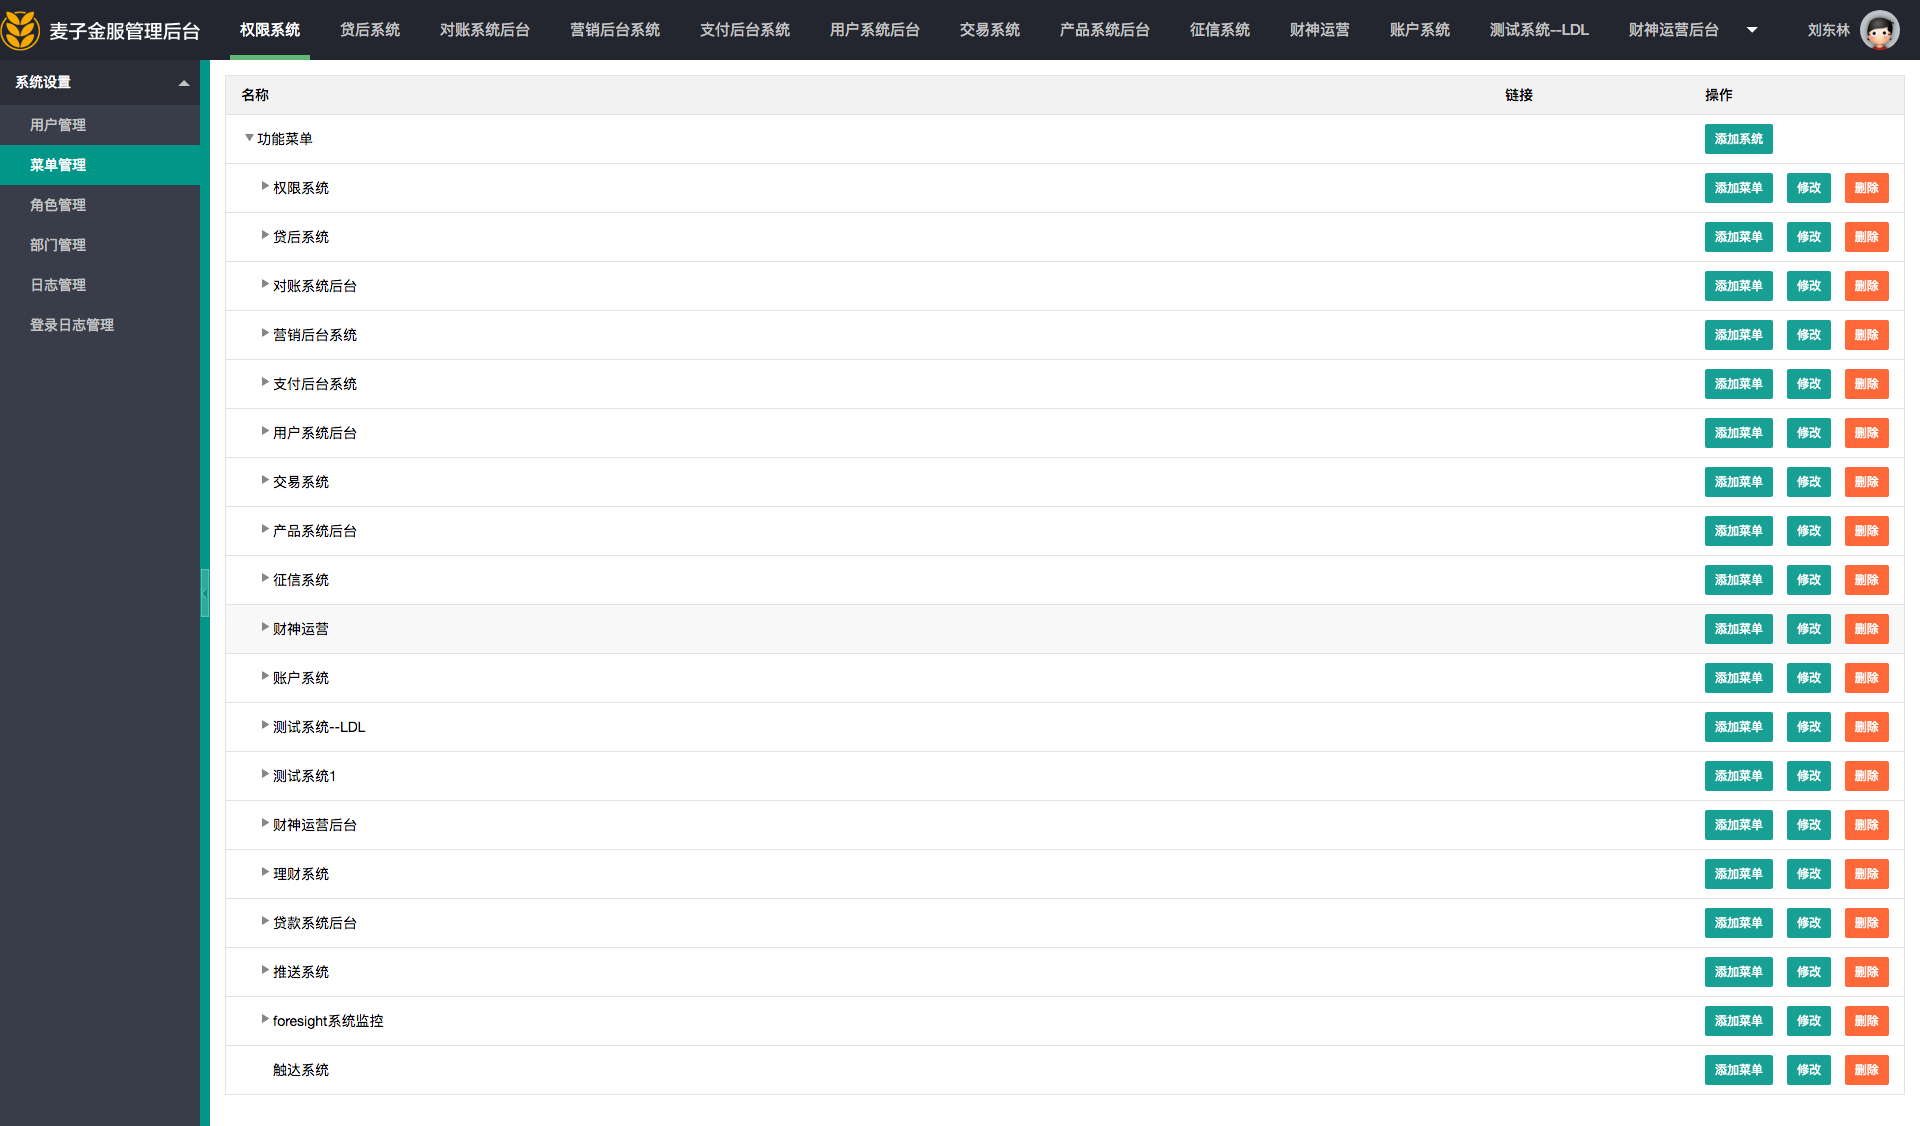 麦子金服管理后台 权限系统 贷后系统 对账系统后台 营销后台系统 支付后台系统 用户系统后台 交易系统 产品系统后台 征信系统 财神运营 账户系统 测试系统--LDL 财神运营后台 刘东林
系统设置
用户管理
菜单管理
角色管理
部门管理
日志管理
登录日志管理
名称 链接 操作
功能菜单 添加系统
权限系统 添加菜单 修改 删除
贷后系统 添加菜单 修改 删除
对账系统后台 添加菜单 修改 删除
营销后台系统 添加菜单 修改 删除
支付后台系统 添加菜单 修改 删除
用户系统后台 添加菜单 修改 删除
交易系统 添加菜单 修改 删除
产品系统后台 添加菜单 修改 删除
征信系统 添加菜单 修改 删除
财神运营 添加菜单 修改 删除
账户系统 添加菜单 修改 删除
测试系统--LDL 添加菜单 修改 删除
测试系统1 添加菜单 修改 删除
财神运营后台 添加菜单 修改 删除
理财系统 添加菜单 修改 删除
贷款系统后台 添加菜单 修改 删除
推送系统 添加菜单 修改 删除
foresight系统监控 添加菜单 修改 删除
触达系统 添加菜单 修改 删除